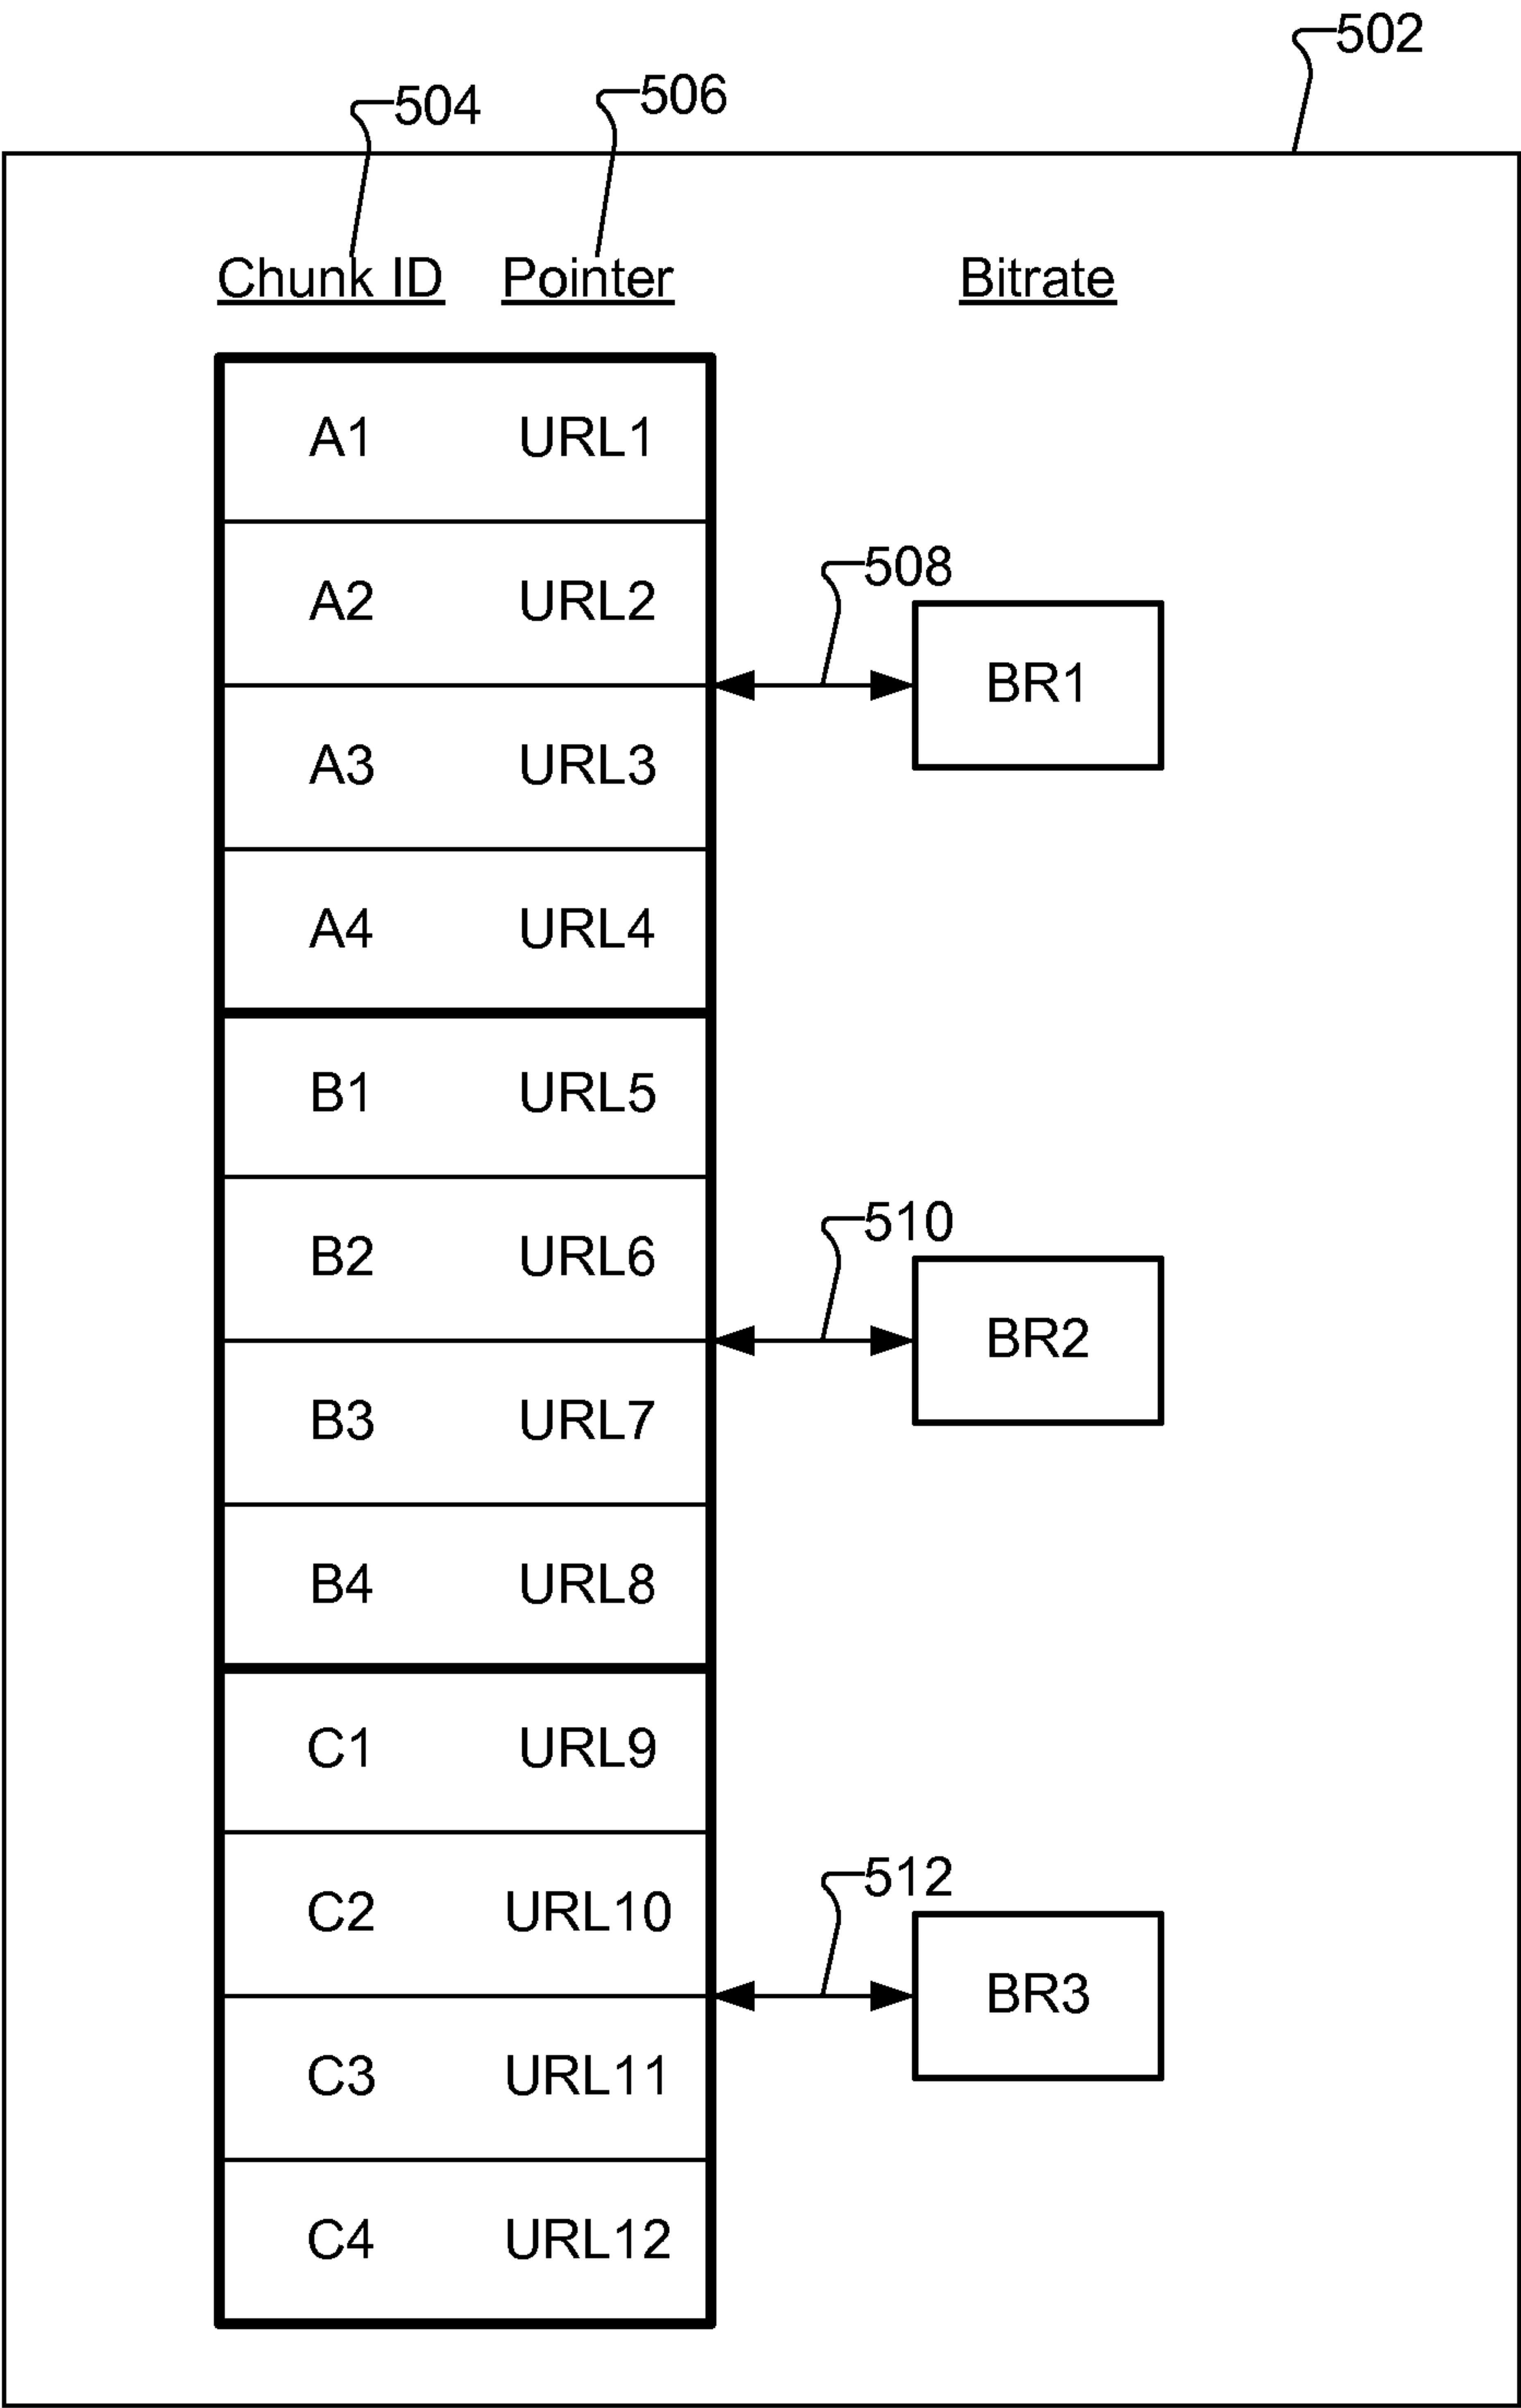 502
504 506
Chunk ID Pointer Bitrate
A1 URL1
508
A2 URL2
BR1
A3 URL3
A4 URL4
B1 URL5
510
B2 URL6
BR2
B3 URL7
B4 URL8
C1 URL9
512
C2 URL10
BR3
C3 URL11
C4 URL12